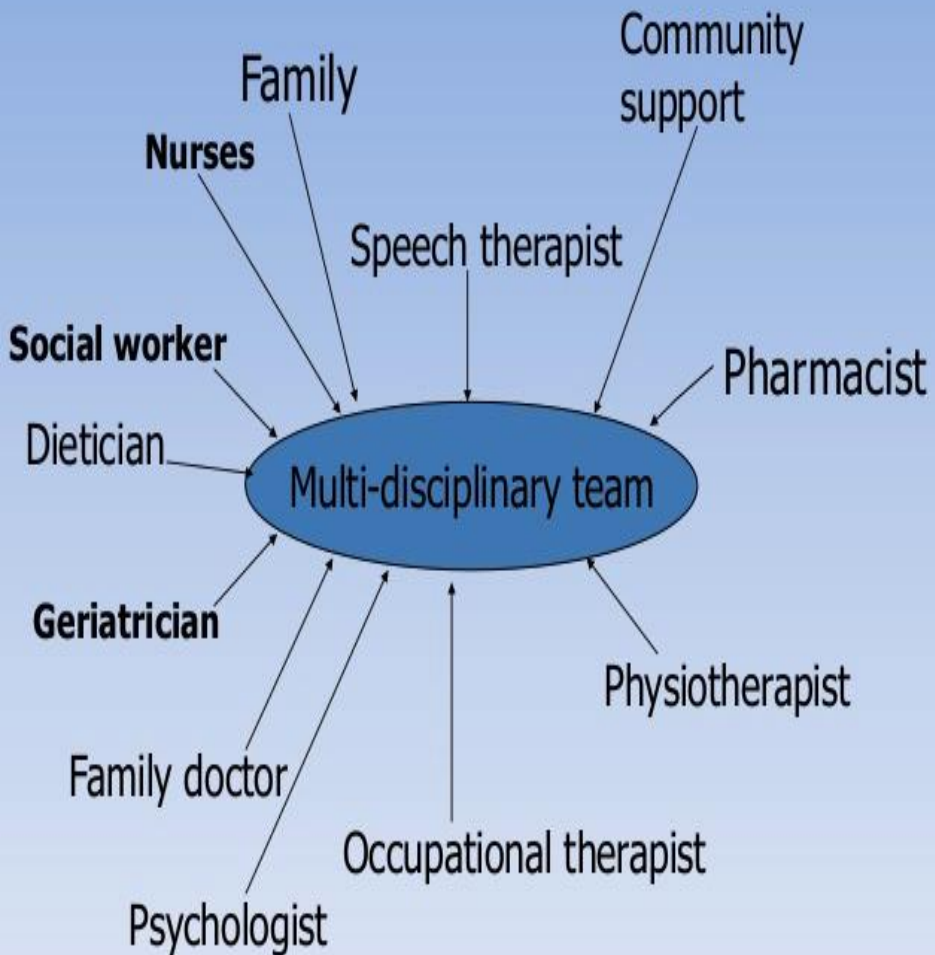 Community
support
Family
Nurses
Speech therapist
Social worker
Pharmacist
Dietician
Multi-disciplinary team
Geriatrician
Physiotherapist
Family doctor
Occupational therapist
Psychologist